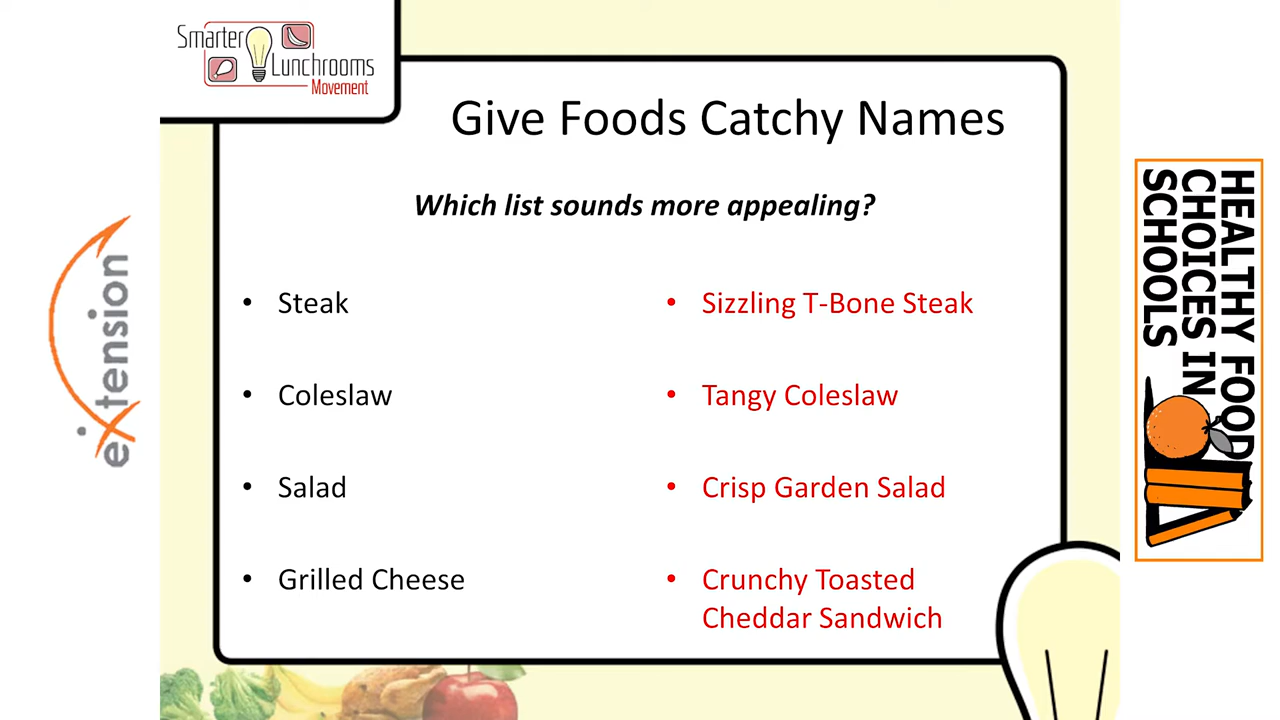 Smarter
Lunchrooms
Movement
Give Foods Catchy Names
Which list sounds more appealing?
• Steak
• Coleslaw
• Salad
• Grilled Cheese
• Sizzling T-Bone Steak
• Tangy Coleslaw
• Crisp Garden Salad
• Crunchy Toasted
Cheddar Sandwich
eXtension
HEALTHY FOOD
CHOICES IN
SCHOOLS